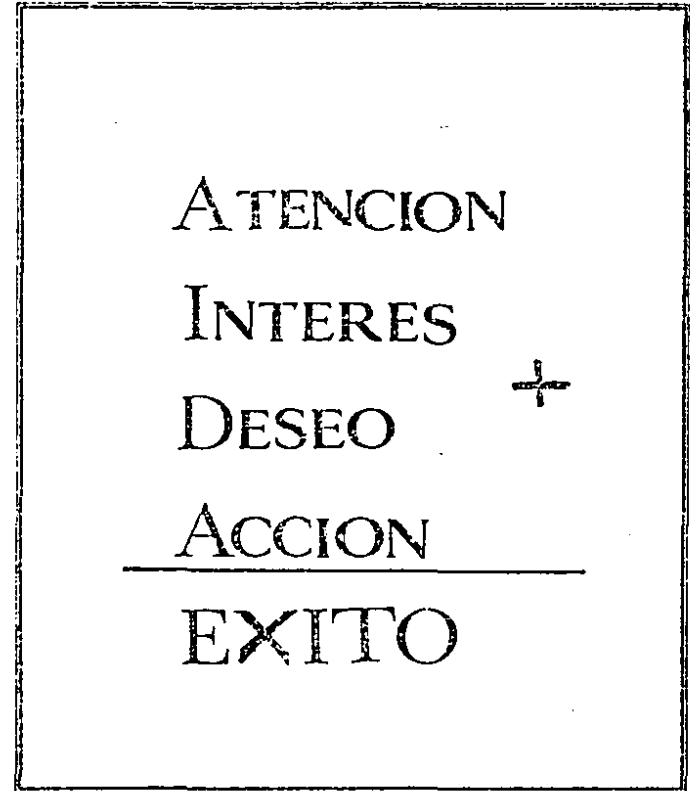 ATENCION
INTERES
+
DESEO
ACCION
EXITO